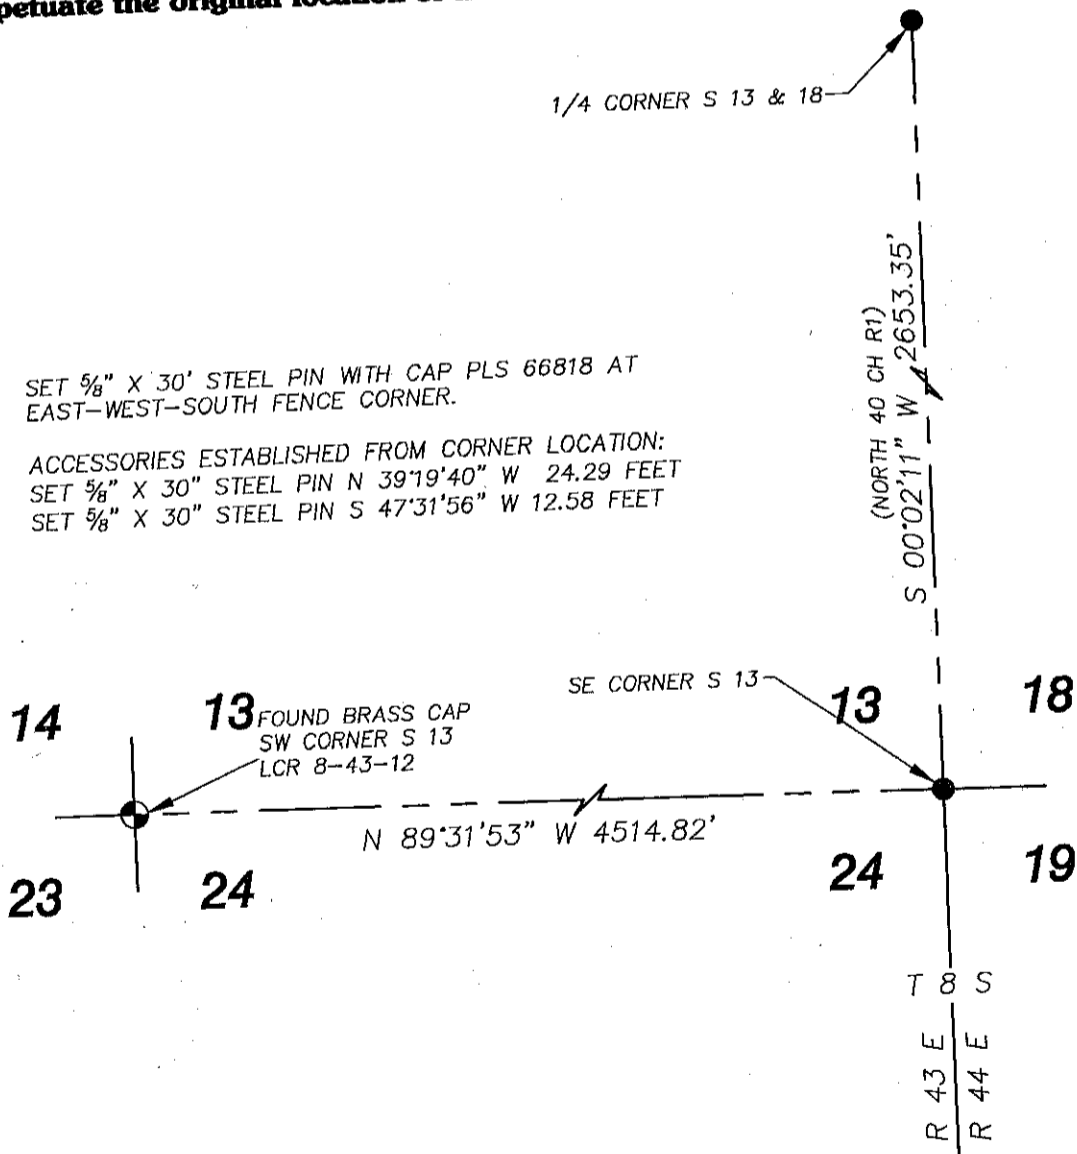 petuate the original location of
1/4 CORNER S 13 & 18
(NORTH 40 CH R1)
S 00°02'11" W 2653.35'
SET 5/8" X 30' STEEL PIN WITH CAP PLS 66818 AT
EAST-WEST-SOUTH FENCE CORNER.
ACCESSORIES ESTABLISHED FROM CORNER LOCATION:
SET 5/8" X 30" STEEL PIN N 39°19'40" W 24.29 FEET
SET 5/8" X 30" STEEL PIN S 47°31'56" W 12.58 FEET
SE CORNER S 13
14
13
13
18
FOUND BRASS CAP
SW CORNER S 13
LCR 8-43-12
N 89°31'53" W 4514.82'
23
24
24
19
T 8 S
R 43 E
R 44 E